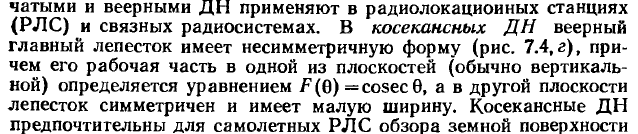 чатыми и веерными ДН применяют в радиолокационных станциях
(РЛС) и связных радиосистемах. В косекансных ДН веерный
главный лепесток имеет несимметричную форму (рис. 7.4, г), при-
чем его рабочая часть в одной из плоскостей (обычно вертикаль-
ной) определяется уравнением F(θ)=cosec θ, а в другой плоскости
лепесток симметричен и имеет малую ширину. Косекансные ДН
предпочтительны для самолетных РЛС обзора земной поверхности